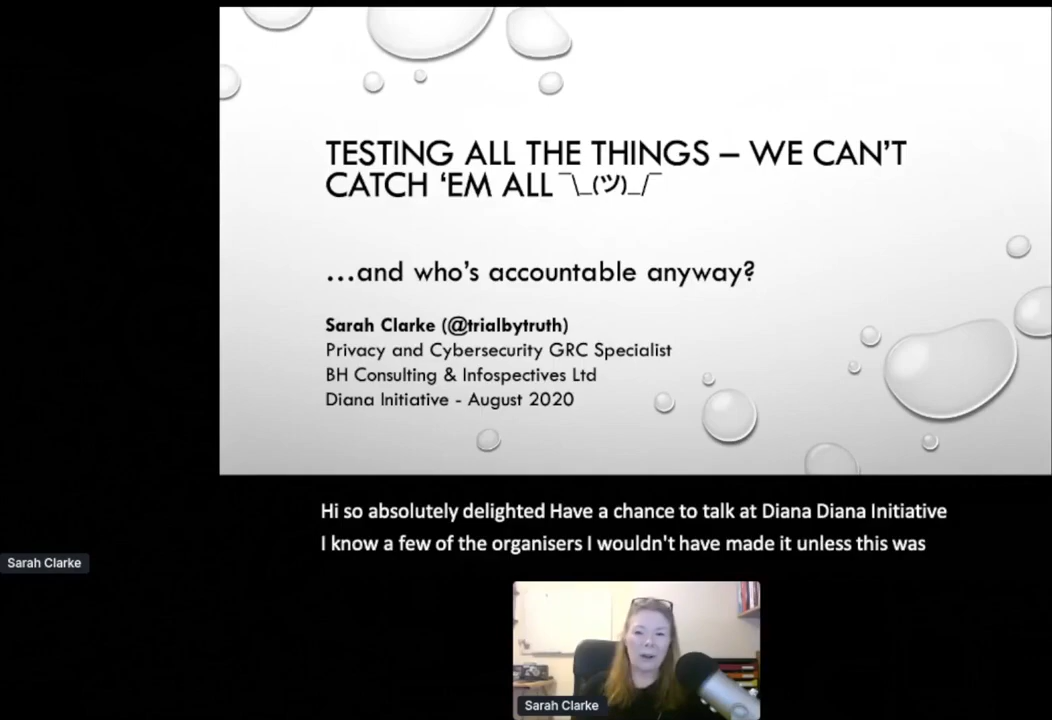 TESTING ALL THE THINGS – WE CAN'T
CATCH 'EM ALL ¯\_(ツ)_/¯
…and who's accountable anyway?
Sarah Clarke (@trialbytruth)
Privacy and Cybersecurity GRC Specialist
BH Consulting & Infospectives Ltd
Diana Initiative - August 2020
Hi so absolutely delighted Have a chance to talk at Diana Diana Initiative
I know a few of the organisers I wouldn't have made it unless this was
Sarah Clarke
Sarah Clarke